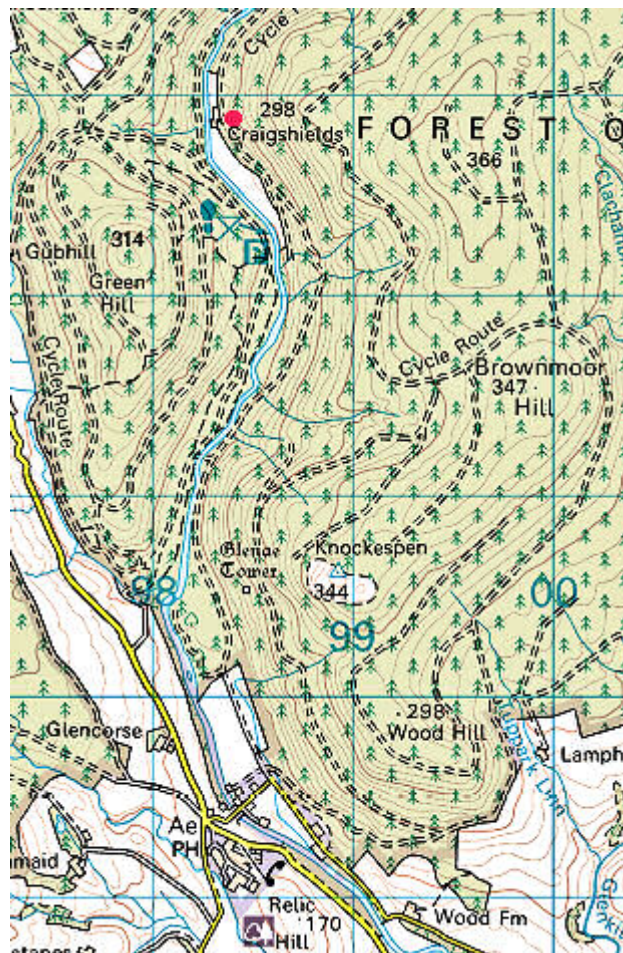 Cycle
298
Craigshields
FOREST O
366
314
Gubhill
Green
Hill
Cycle Route
Cycle Route
Brownmoor
347
Hill
Glenae
Tower
Knockespen
344
98
99
00
298
Wood Hill
Glencorse
Lamph
Ae
PH
maid
Relic
170
Hill
Wood Fm